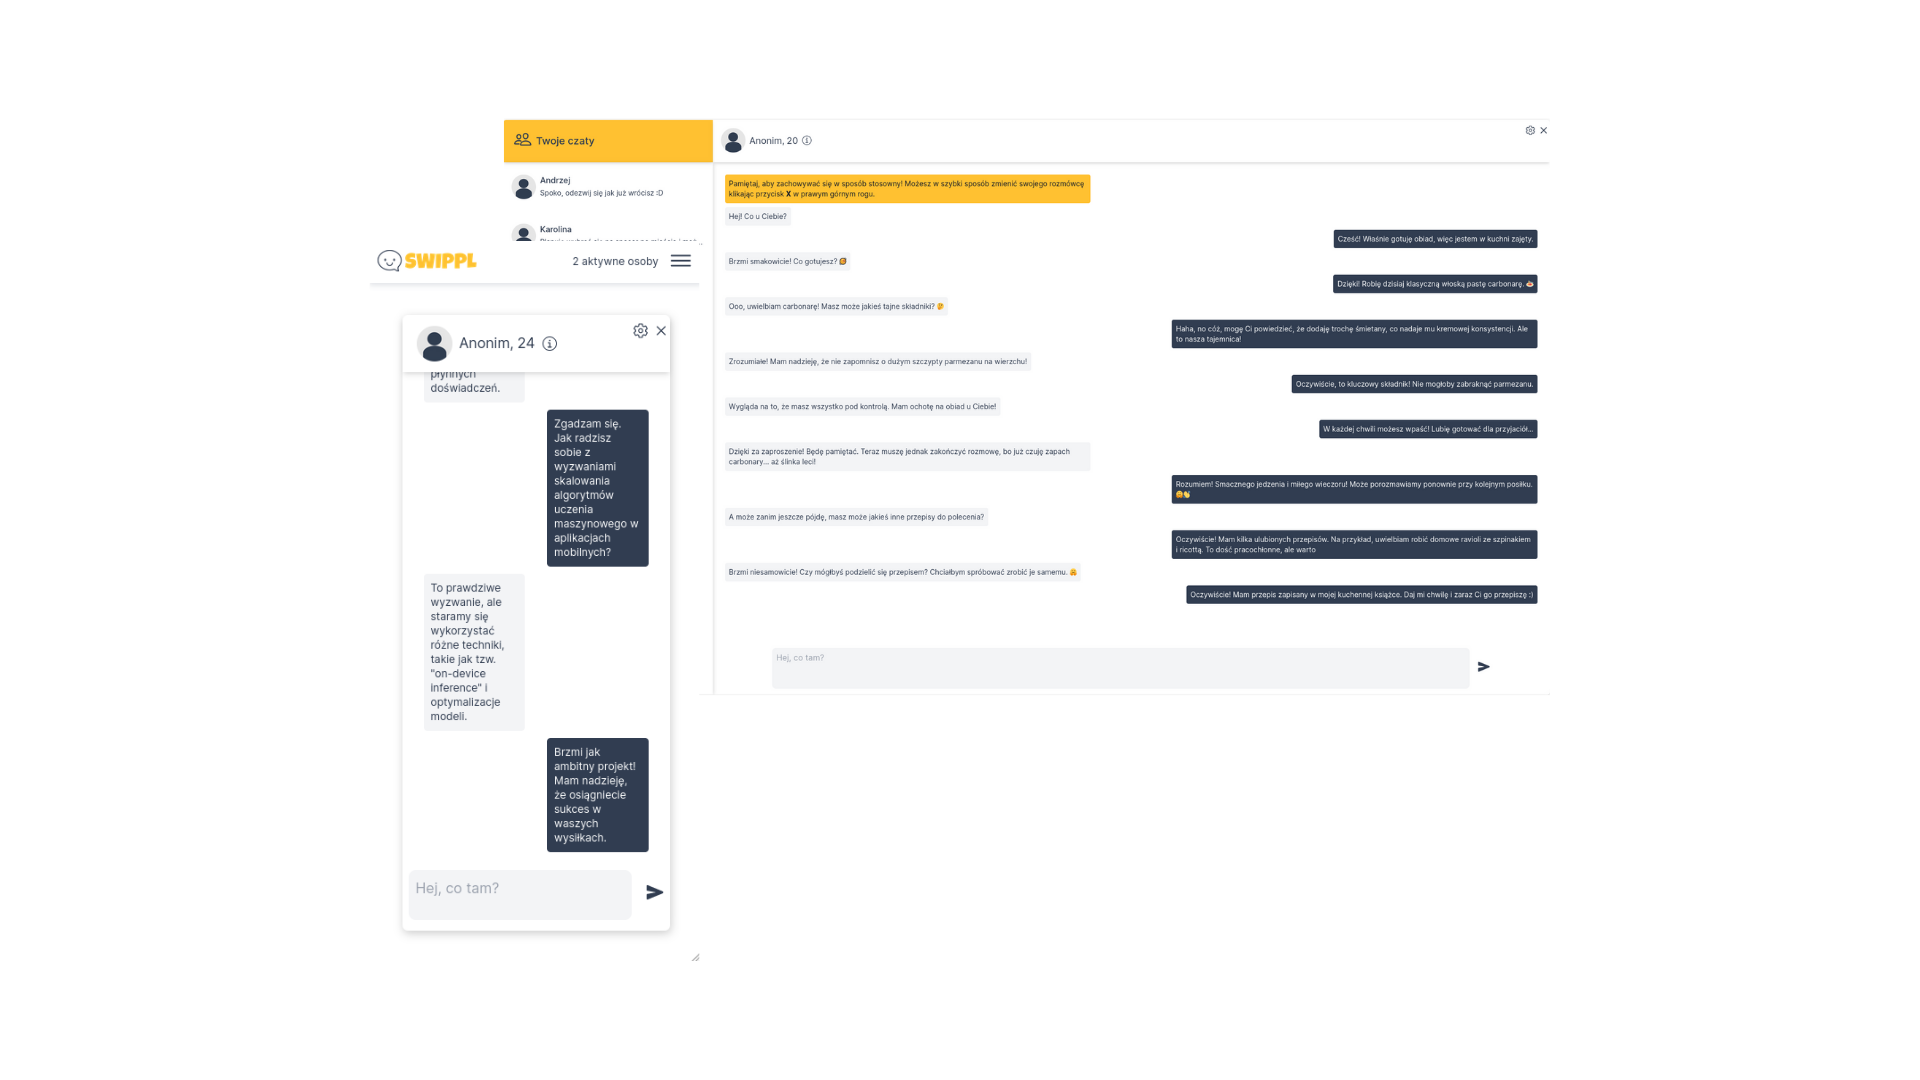 Twoje czaty
Andrzej
Spoko, odezwij się jak już wrócisz :D
Karolina
SWIPPL
2 aktywne osoby
Anonim, 24
płynnych
doświadczeń.
Zgadzam się.
Jak radzisz
sobie z
wyzwaniami
skalowania
algorytmów
uczenia
maszynowego w
aplikacjach
mobilnych?
To prawdziwe
wyzwanie, ale
staramy się
wykorzystać
różne techniki,
takie jak tzw.
"on-device
inference" i
optymalizacje
modeli.
Brzmi jak
ambitny projekt!
Mam nadzieję,
że osiągniecie
sukces w
waszych
wysiłkach.
Hej, co tam?
Anonim, 20
Pamiętaj, aby zachowywać się w sposób stosowny! Możesz w szybki sposób zmienić swojego rozmówcę
klikając przycisk X w prawym górnym rogu.
Hej! Co u Ciebie?
Cześć! Właśnie gotuję obiad, więc jestem w kuchni zajęty.
Brzmi smakowicie! Co gotujesz? 🥘
Dzięki! Robię dzisiaj klasyczną włoską pastę carbonarę. 🍝
Ooo, uwielbiam carbonarę! Masz może jakieś tajne składniki?
Haha, no cóż, mogę Ci powiedzieć, że dodaję trochę śmietany, co nadaje mu kremowej konsystencji. Ale
to nasza tajemnica!
Zrozumiałe! Mam nadzieję, że nie zapomnisz o dużym szczypty parmezanu na wierzchu!
Oczywiście, to kluczowy składnik! Nie mogłoby zabraknąć parmezanu.
Wygląda na to, że masz wszystko pod kontrolą. Mam ochotę na obiad u Ciebie!
W każdej chwili możesz wpaść! Lubię gotować dla przyjaciół...
Dzięki za zaproszenie! Będę pamiętać. Teraz muszę jednak zakończyć rozmowę, bo już czuję zapach
carbonary... aż ślinka leci!
Rozumiem! Smacznego jedzenia i miłego wieczoru! Może porozmawiamy ponownie przy kolejnym posiłku.
A może zanim jeszcze pójdę, masz może jakieś inne przepisy do polecenia?
Oczywiście! Mam kilka ulubionych przepisów. Na przykład, uwielbiam robić domowe ravioli ze szpinakiem
i ricottą. To dość pracochłonne, ale warto
Brzmi niesamowicie! Czy mógłbyś podzielić się przepisem? Chciałbym spróbować zrobić je samemu.
Oczywiście! Mam przepis zapisany w mojej kuchennej książce. Daj mi chwilę i zaraz Ci go przepiszę :)
Hej, co tam?